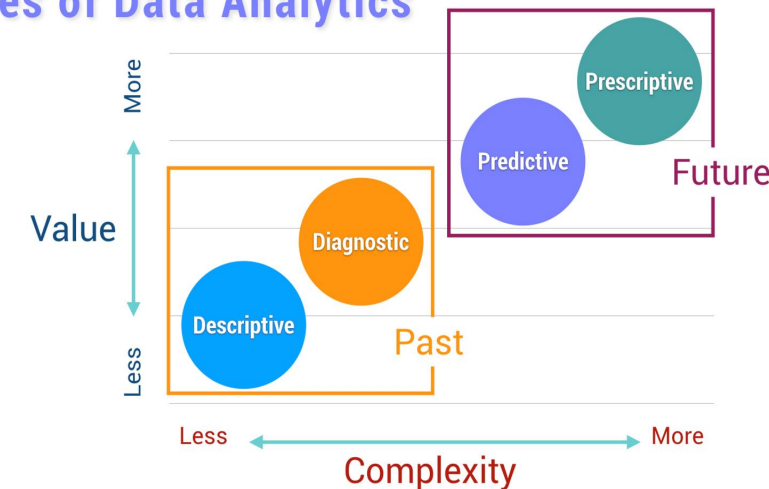 es of Data Analytics
More
Prescriptive
Predictive
Future
Value
Diagnostic
Descriptive
Past
Less
Less
More
Complexity